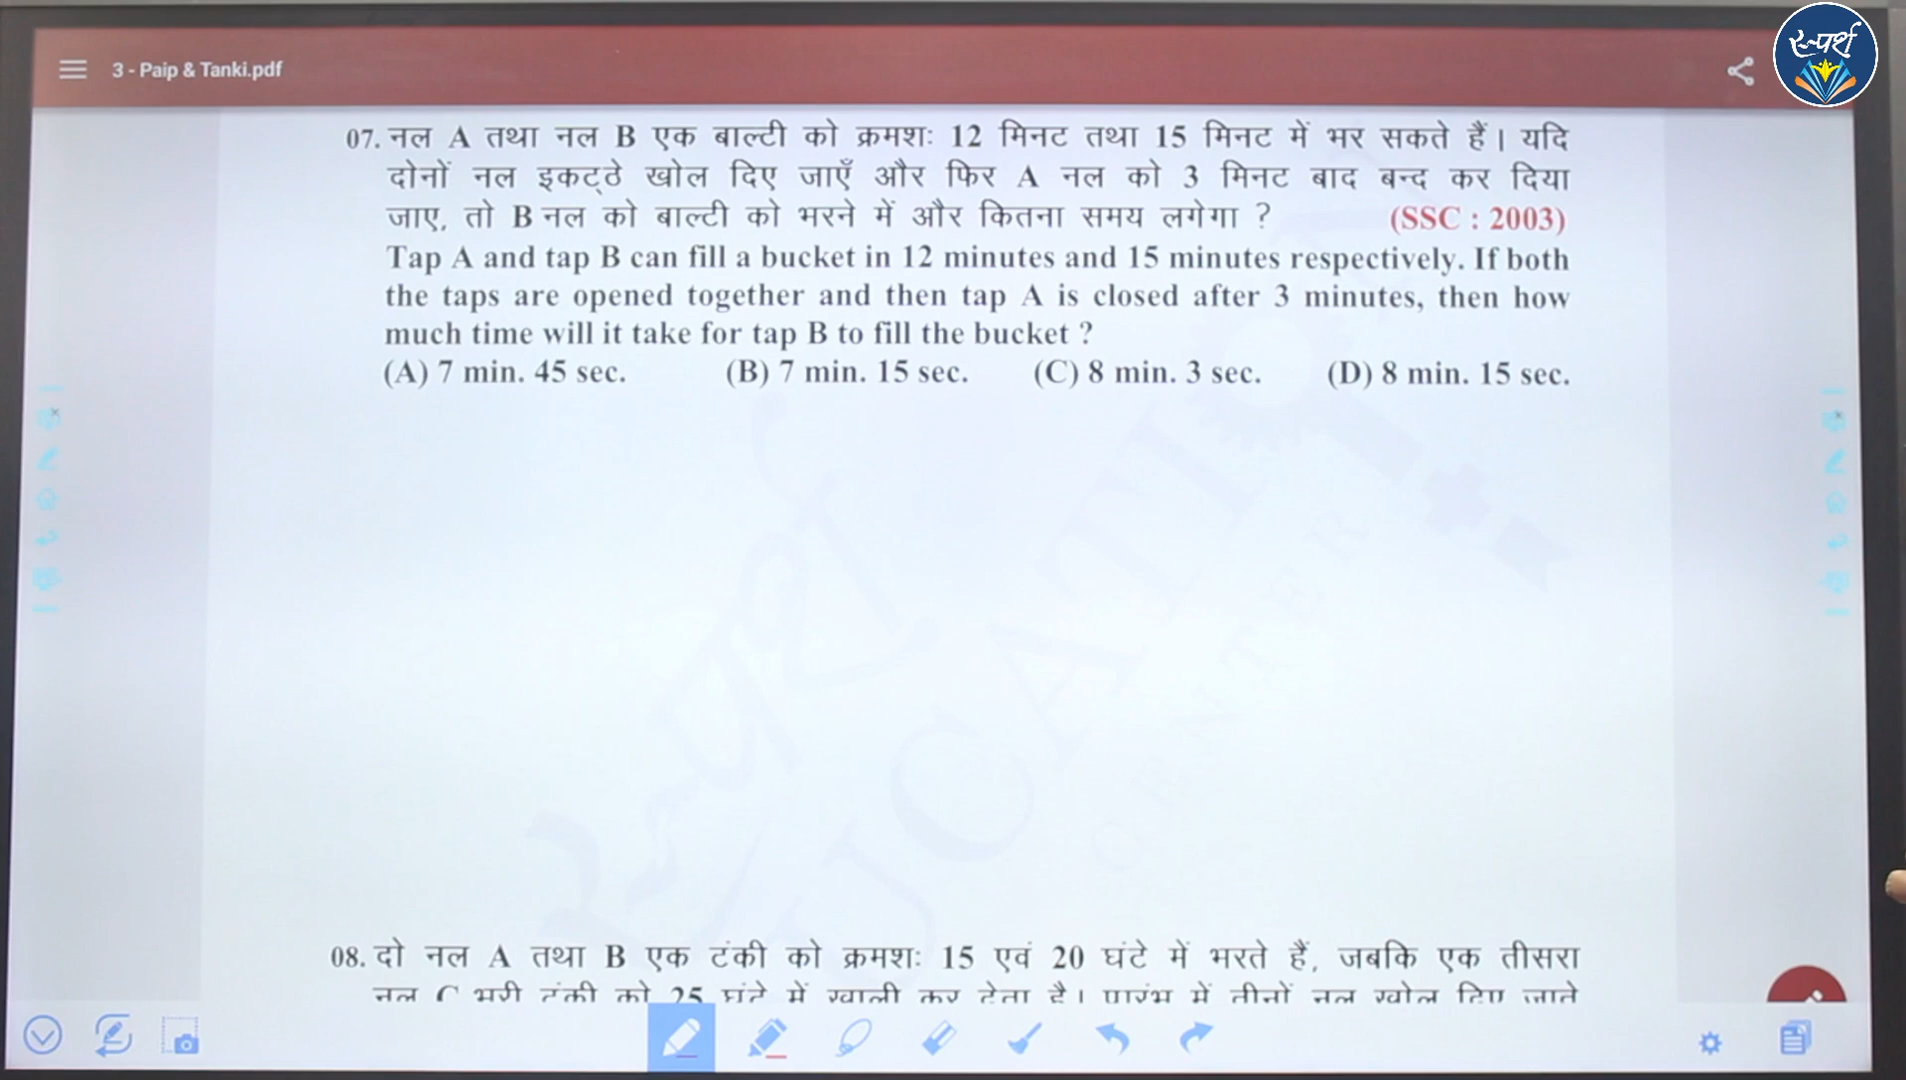 3 - Paip & Tanki.pdf
स्पर्श
07. नल A तथा नल B एक बाल्टी को क्रमशः 12 मिनट तथा 15 मिनट में भर सकते हैं। यदि
दोनों नल इकट्ठे खोल दिए जाएँ और फिर A नल को 3 मिनट बाद बन्द कर दिया
जाए, तो B नल को बाल्टी को भरने में और कितना समय लगेगा ? (SSC : 2003)
Tap A and tap B can fill a bucket in 12 minutes and 15 minutes respectively. If both
the taps are opened together and then tap A is closed after 3 minutes, then how
much time will it take for tap B to fill the bucket ?
(A) 7 min. 45 sec. (B) 7 min. 15 sec. (C) 8 min. 3 sec. (D) 8 min. 15 sec.
08. दो नल A तथा B एक टंकी को क्रमशः 15 एवं 20 घंटे में भरते हैं, जबकि एक तीसरा
नल C भरी टंकी को 25 घंटे में खाली कर देता है। प्रारंभ में तीनों नल खोल दिए जाते